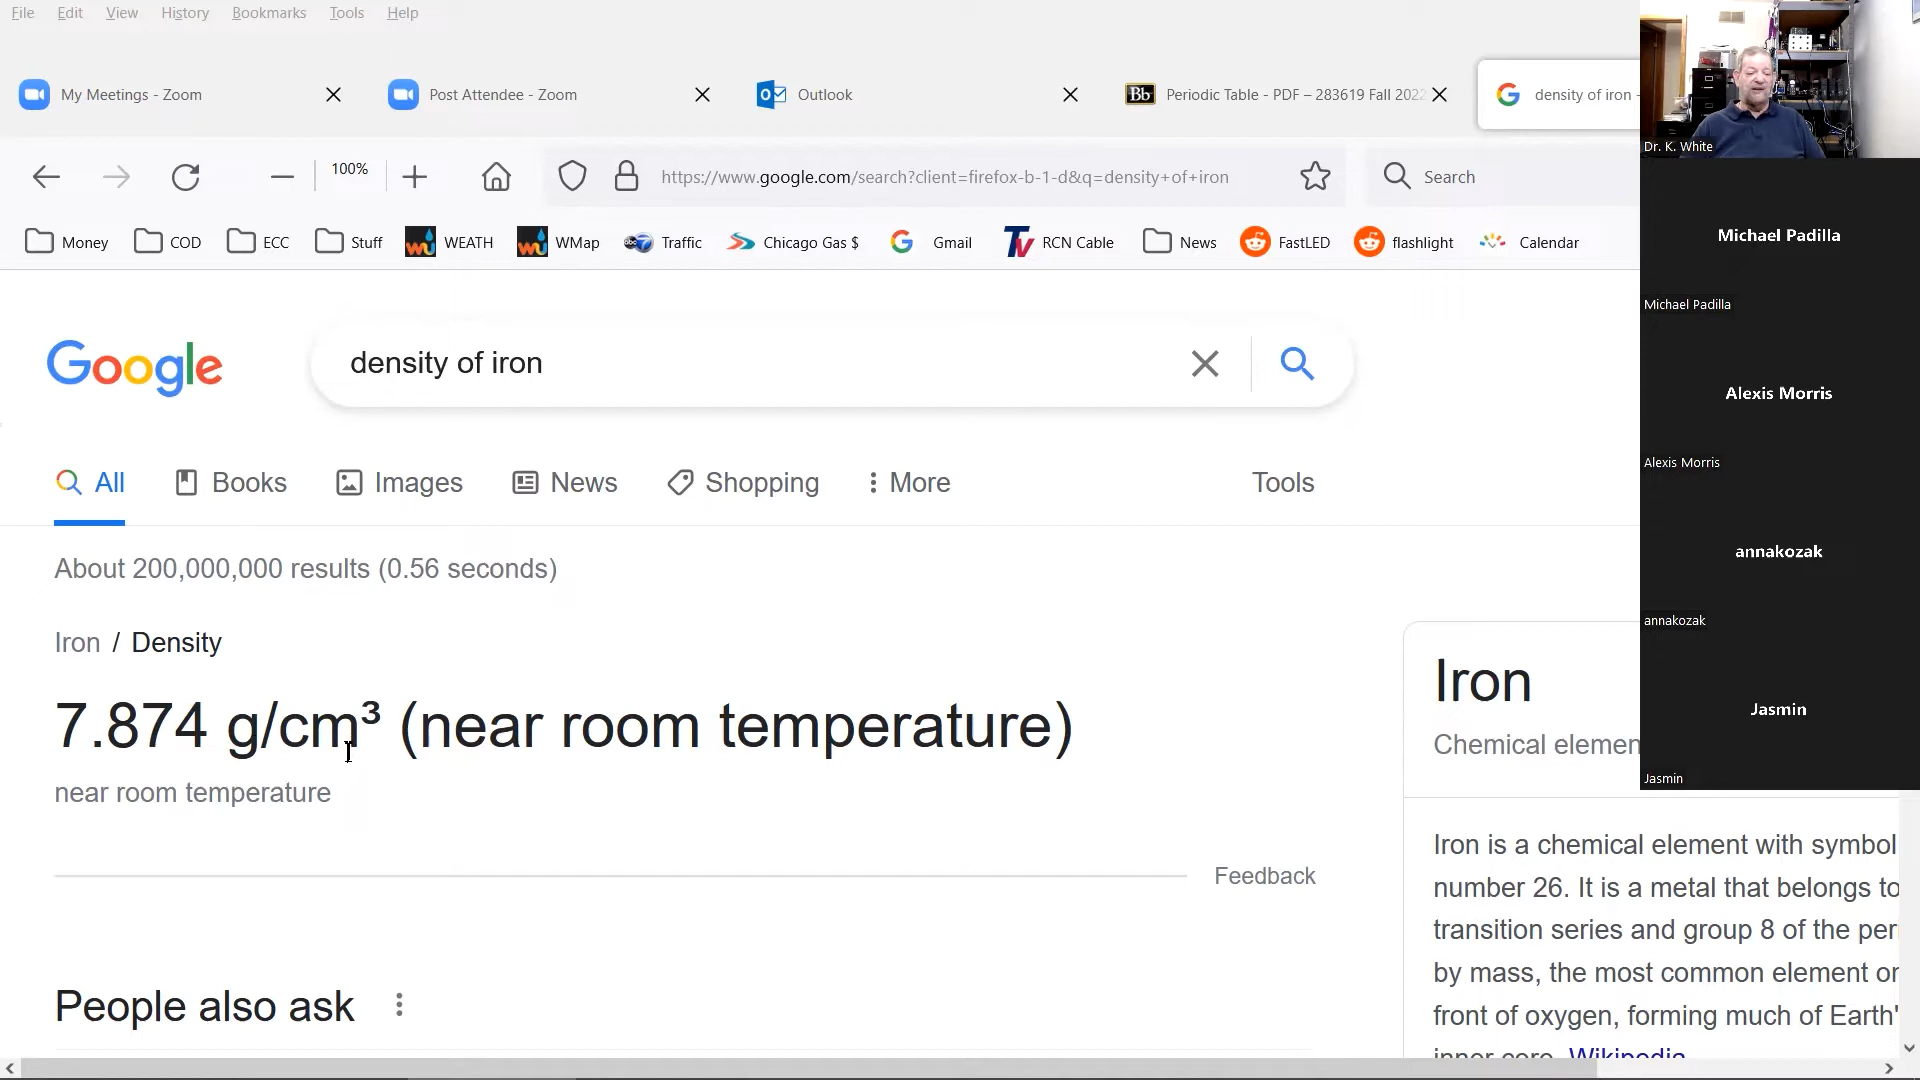 File Edit View History Bookmarks Tools Help
My Meetings - Zoom
Post Attendee - Zoom
Outlook
Bb Periodic Table - PDF – 283619 Fall 2022
density of iron -
100%
https://www.google.com/search?client=firefox-b-1-d&q=density+of+iron
Search
Money COD ECC Stuff WEATH WMap Traffic Chicago Gas $ Gmail RCN Cable News FastLED flashlight Calendar
Google
density of iron
All Books Images News Shopping More Tools
About 200,000,000 results (0.56 seconds)
Iron / Density
7.874 g/cm³ (near room temperature)
near room temperature
Feedback
People also ask
Iron
Chemical elemen
Iron is a chemical element with symbol
number 26. It is a metal that belongs to
transition series and group 8 of the per
by mass, the most common element or
front of oxygen, forming much of Earth'
inner core. Wikipedia
Dr. K. White
Michael Padilla
Michael Padilla
Alexis Morris
Alexis Morris
annakozak
annakozak
Jasmin
Jasmin